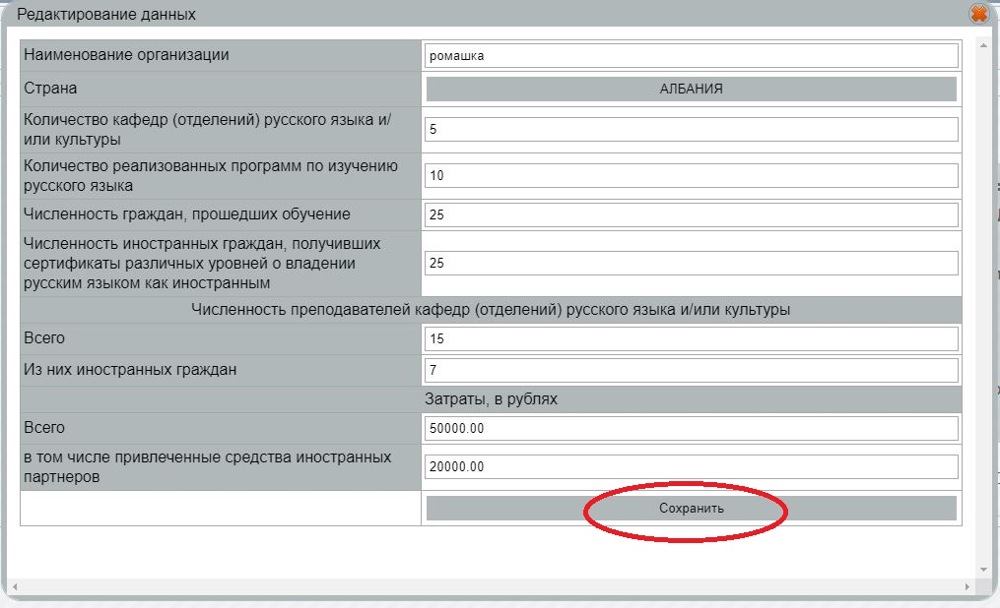 Редактирование данных
Наименование организации
ромашка
Страна
АЛБАНИЯ
Количество кафедр (отделений) русского языка и/
или культуры
5
Количество реализованных программ по изучению
русского языка
10
Численность граждан, прошедших обучение
25
Численность иностранных граждан, получивших
сертификаты различных уровней о владении
русским языком как иностранным
25
Численность преподавателей кафедр (отделений) русского языка и/или культуры
Всего
15
Из них иностранных граждан
7
Затраты, в рублях
Всего
50000.00
в том числе привлеченные средства иностранных
партнеров
20000.00
Сохранить